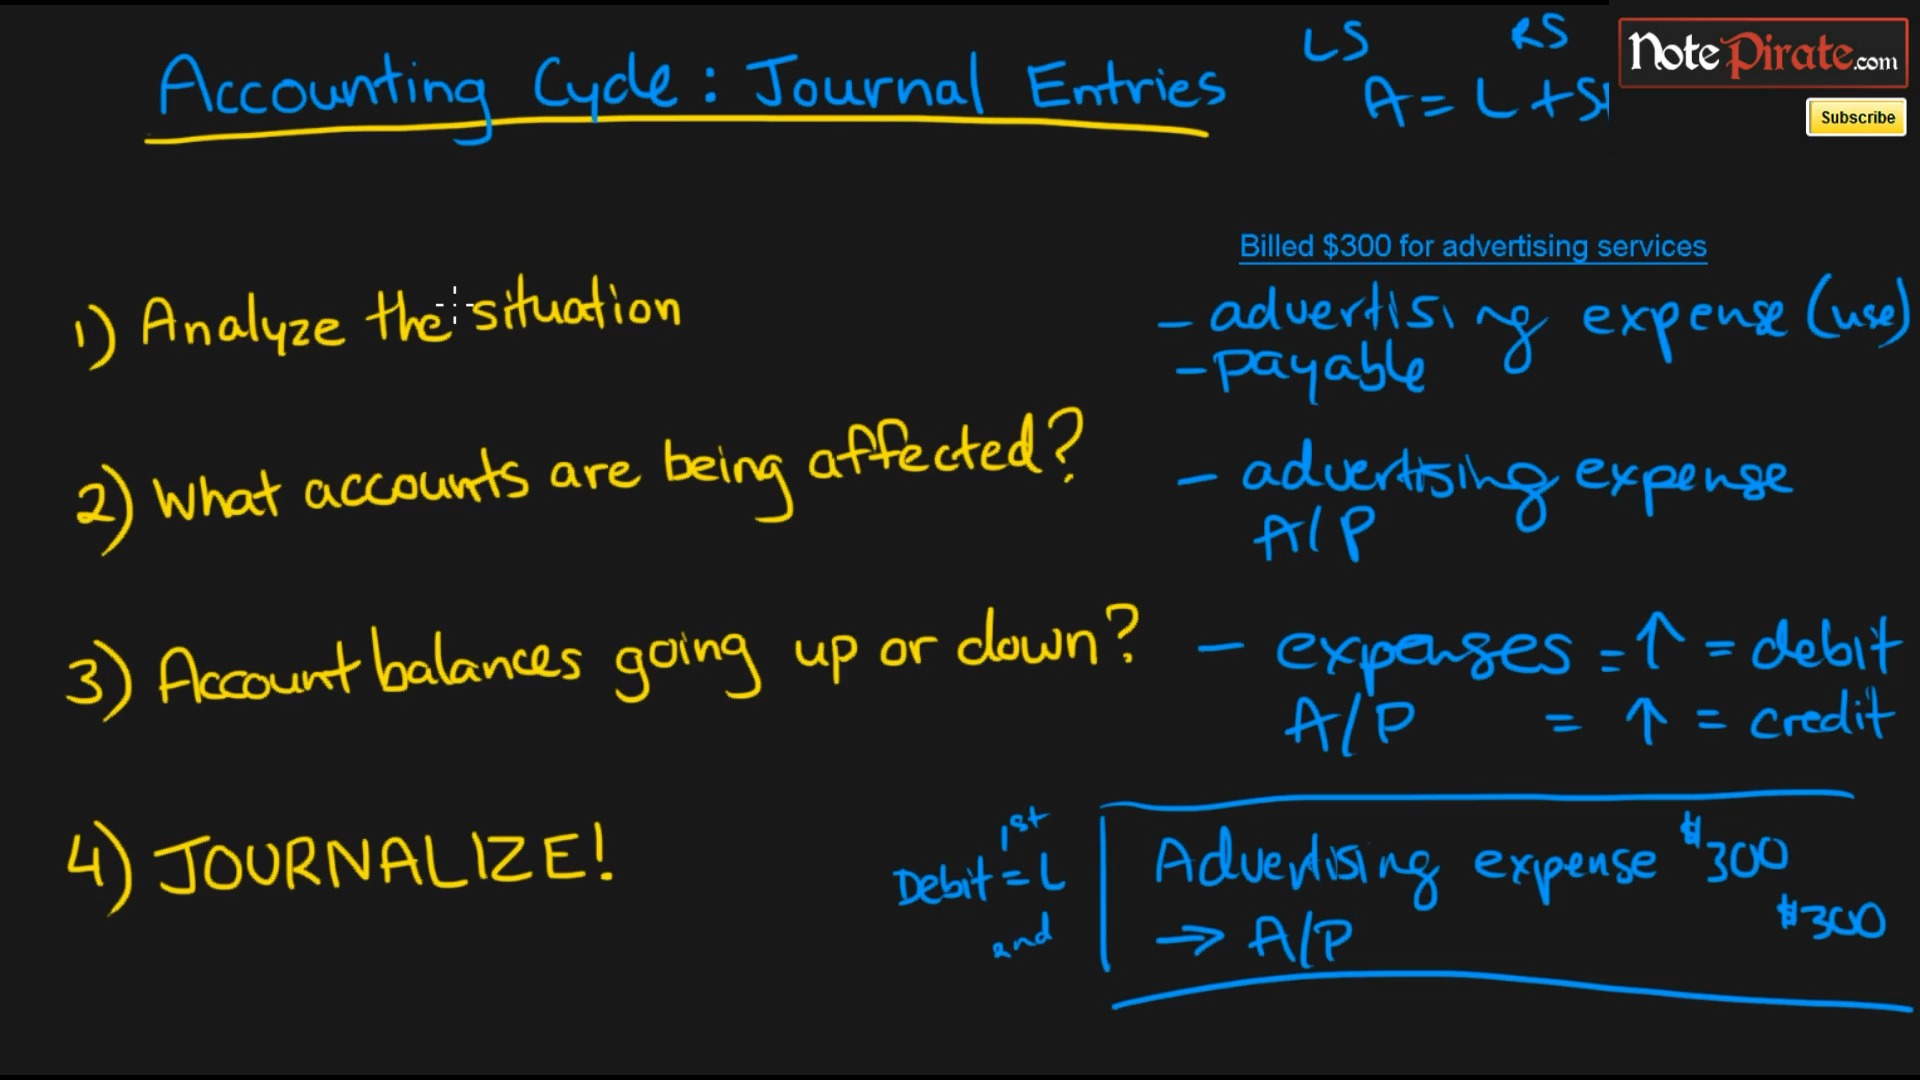 LS RS
Accounting Cycle: Journal Entries
A = L +
NotePirate.com
Subscribe
Billed $300 for advertising services
1) Analyze the situation
- advertising expense (use)
- payable
2) What accounts are being affected?
- advertising expense
A/P
3) Account balances going up or down?
- expenses = ↑ = debit
A/P = ↑ = credit
4) JOURNALIZE!
1st
Debit = L
2nd
Advertising expense $300
→ A/P $300